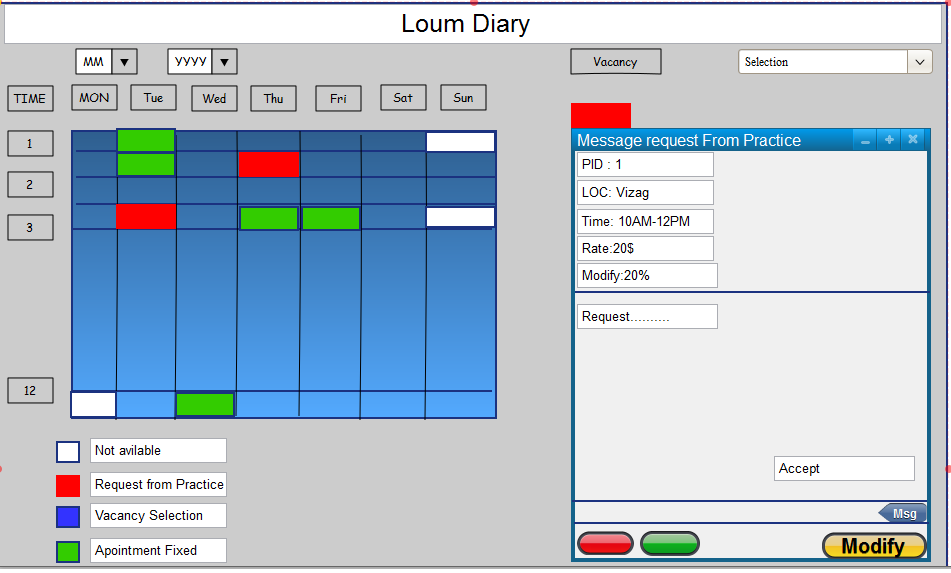 Loum Diary
MM
YYYY
Vacancy
Selection
TIME
MON
Tue
Wed
Thu
Fri
Sat
Sun
1
2
3
12
Not avilable
Request from Practice
Vacancy Selection
Apointment Fixed
Message request From Practice
PID : 1
LOC: Vizag
Time: 10AM-12PM
Rate:20$
Modify:20%
Request..........
Accept
Msg
Modify